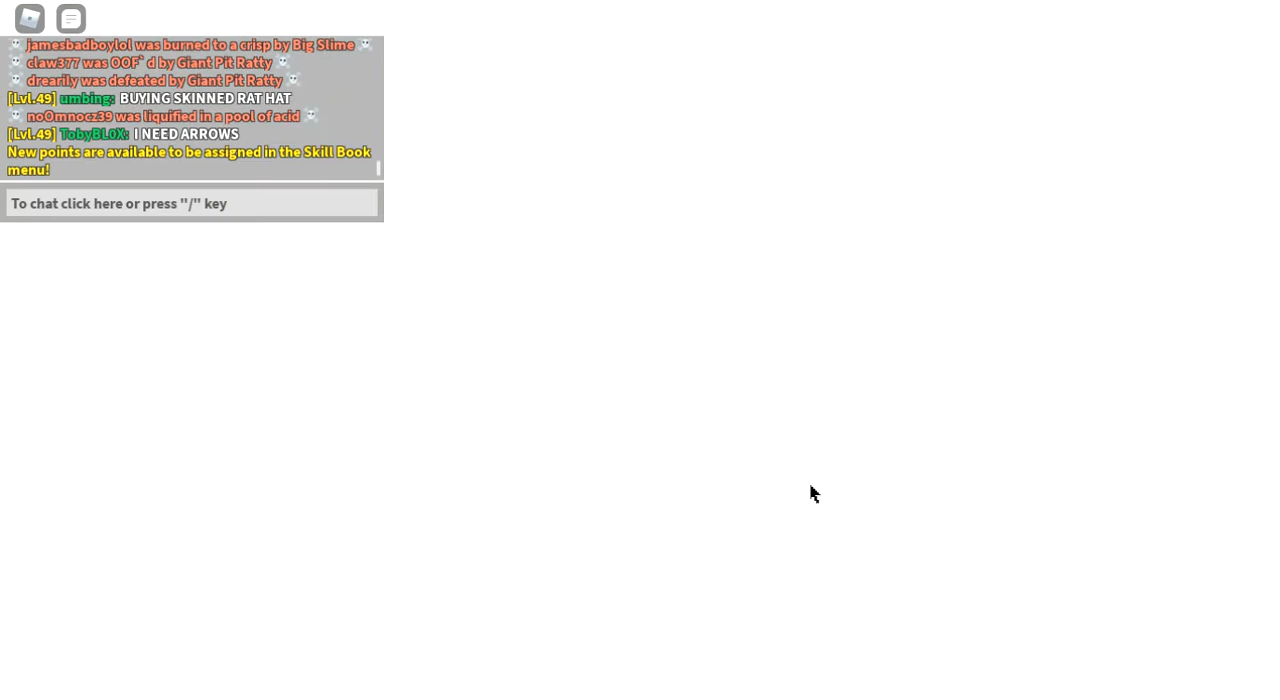 jamesbadboylol was burned to a crisp by Big Slime
claw377 was OOF`d by Giant Pit Ratty
drearily was defeated by Giant Pit Ratty
[Lvl.49] umbing: BUYING SKINNED RAT HAT
noOmnocz39 was liquified in a pool of acid
[Lvl.49] TobyBL0X: I NEED ARROWS
New points are available to be assigned in the Skill Book
menu!
To chat click here or press "/" key